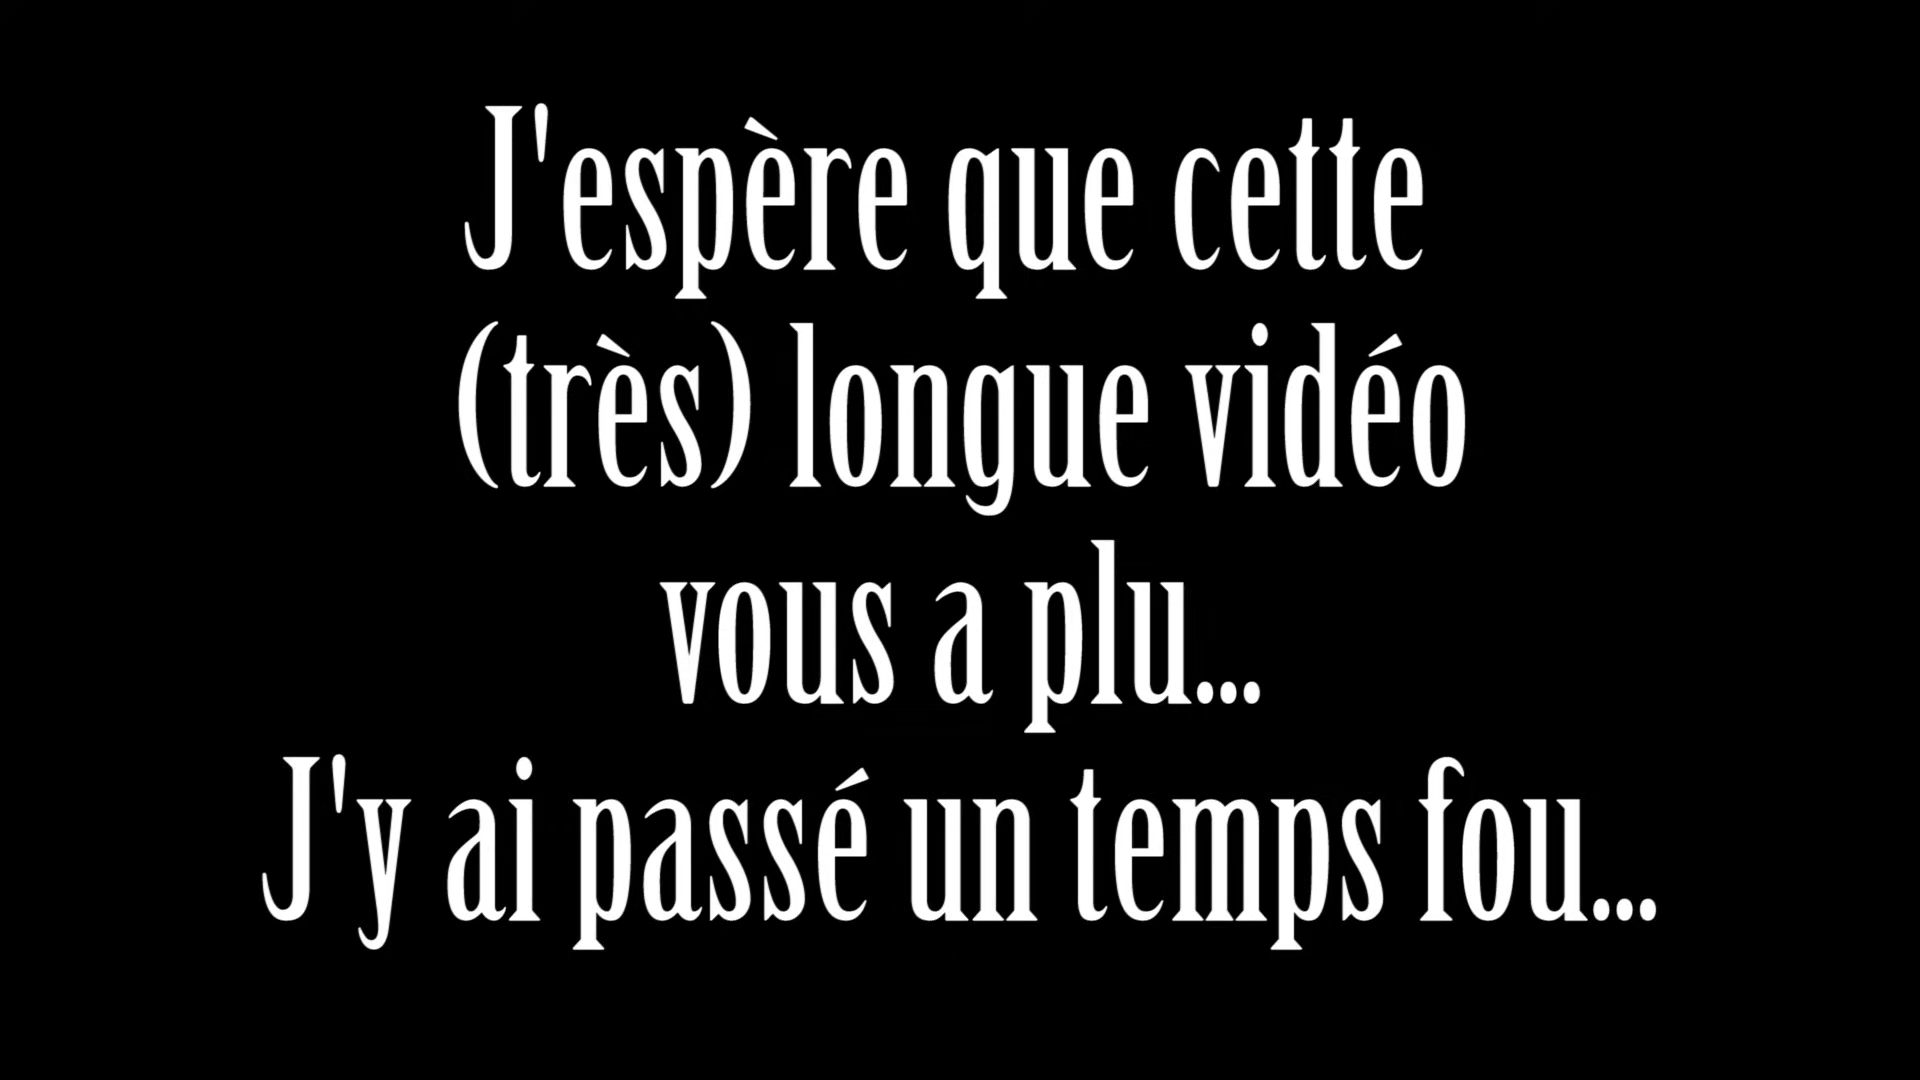 J'espère que cette
(très) longue vidéo
vous a plu...
J'y ai passé un temps fou...